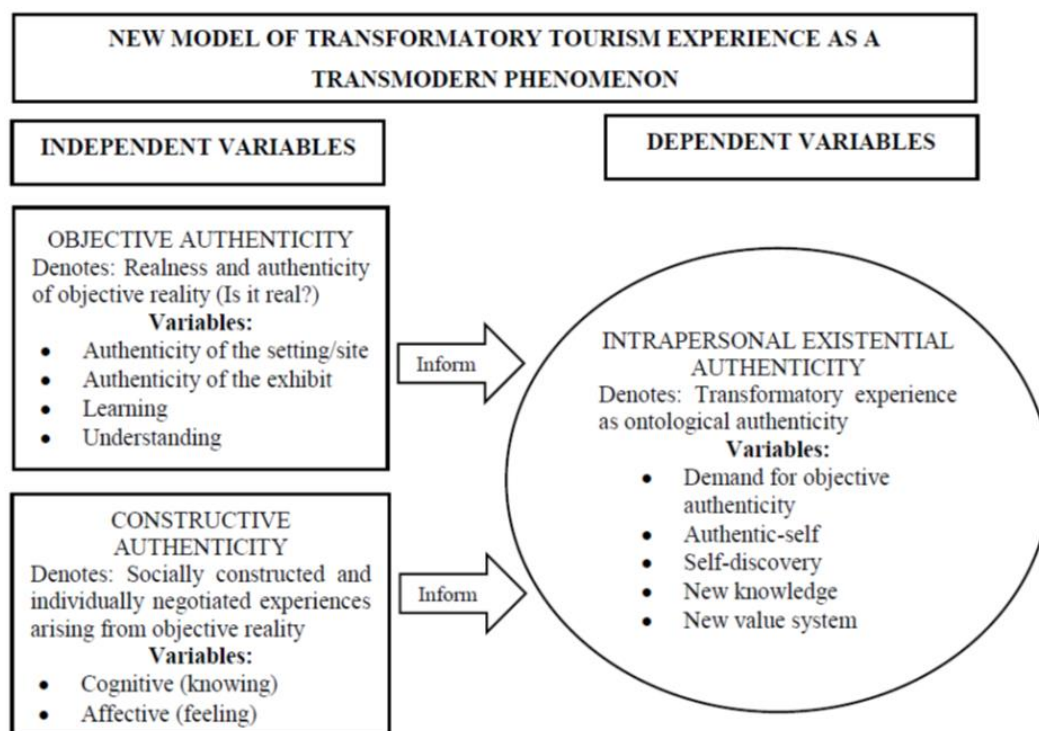 NEW MODEL OF TRANSFORMATORY TOURISM EXPERIENCE AS A
TRANSMODERN PHENOMENON
INDEPENDENT VARIABLES
DEPENDENT VARIABLES
OBJECTIVE AUTHENTICITY
Denotes: Realness and authenticity
of objective reality (Is it real?)
Variables:
• Authenticity of the setting/site
• Authenticity of the exhibit
• Learning
• Understanding
Inform
CONSTRUCTIVE
AUTHENTICITY
Denotes: Socially constructed and
individually negotiated experiences
arising from objective reality
Variables:
• Cognitive (knowing)
• Affective (feeling)
Inform
INTRAPERSONAL EXISTENTIAL
AUTHENTICITY
Denotes: Transformatory experience
as ontological authenticity
Variables:
• Demand for objective
authenticity
• Authentic-self
• Self-discovery
• New knowledge
• New value system